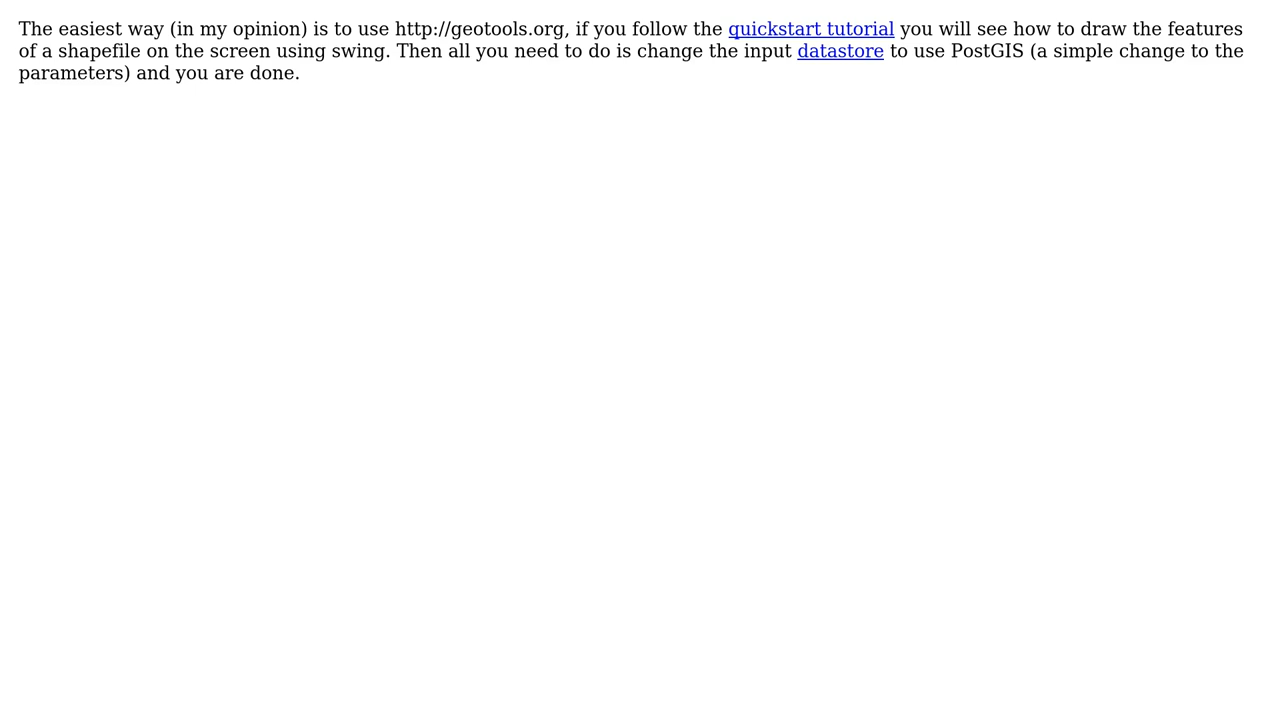 The easiest way (in my opinion) is to use http://geotools.org, if you follow the quickstart tutorial you will see how to draw the features
of a shapefile on the screen using swing. Then all you need to do is change the input datastore to use PostGIS (a simple change to the
parameters) and you are done.